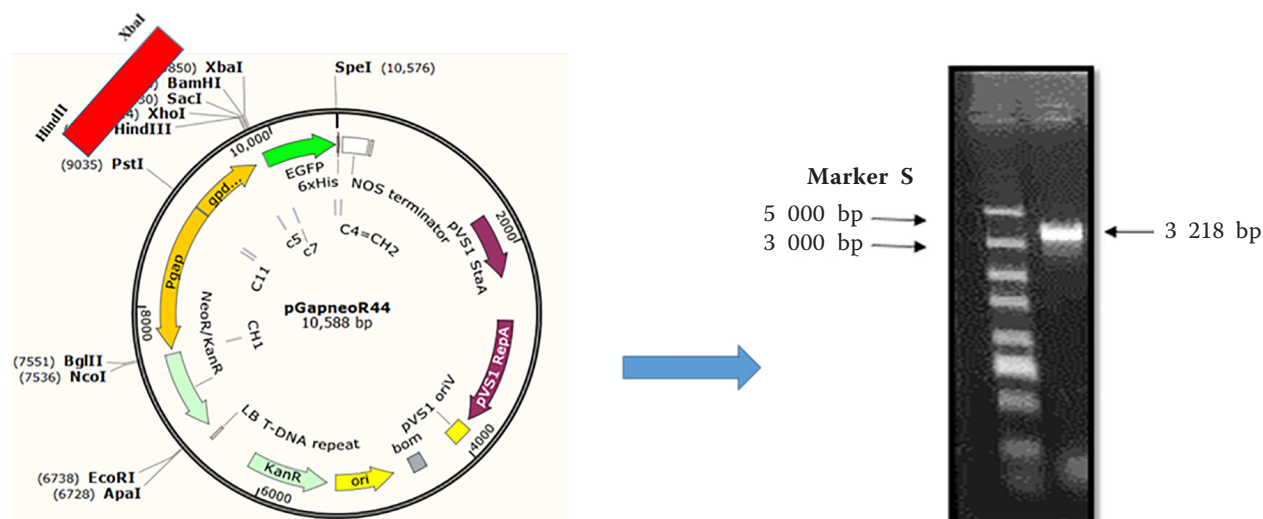 XbaI
HindII
850) XbaI
BamHI
30) SacI
4) XhoI
HindIII
(9035) PstI
SpeI (10,576)
10,000
EGFP
6xHis
NOS terminator
gpd...
Pgap
c5
c7
C4=CH2
C11
2000
pVS1 StaA
pGapneoR44
10,588 bp
8000
NeoR/KanR
CH1
(7551) BglII
(7536) NcoI
pVS1 RepA
pVS1 oriV
bom
4000
LB T-DNA repeat
KanR
ori
6000
(6738) EcoRI
(6728) ApaI
Marker S
5 000 bp
3 000 bp
3 218 bp